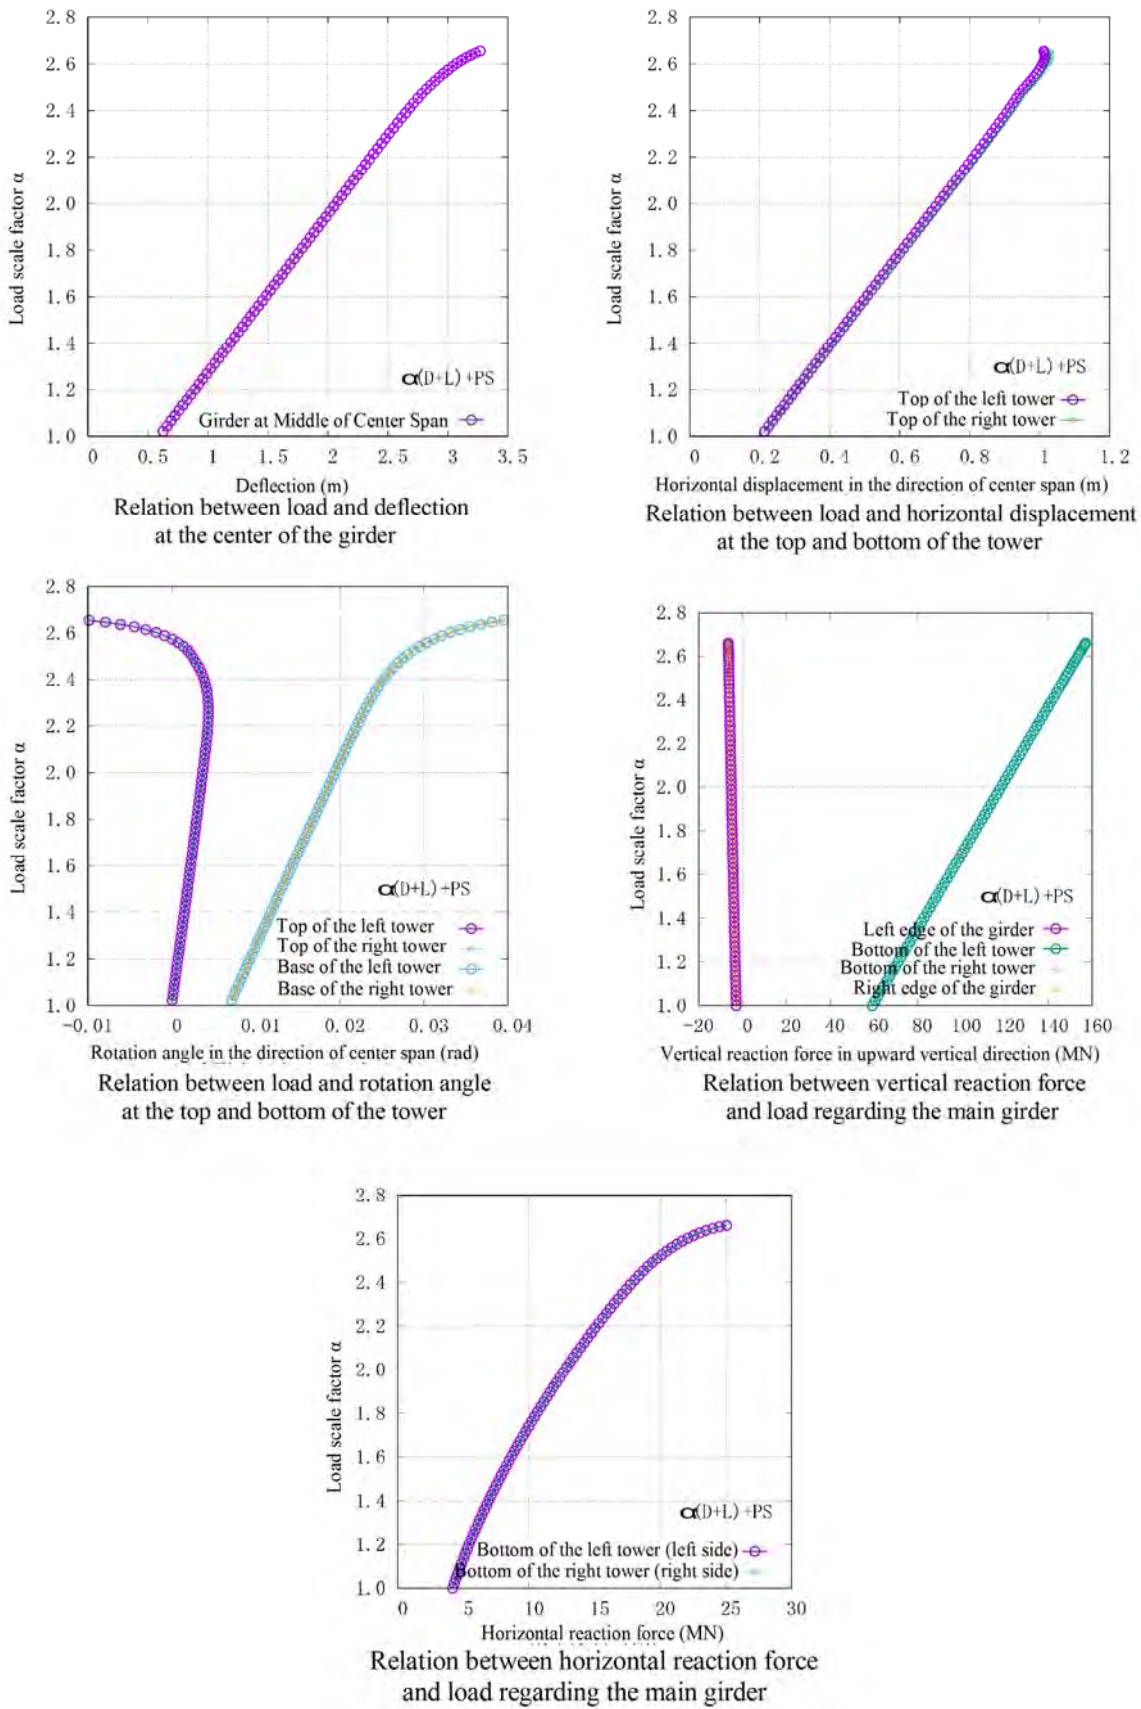 2.8
2.6
2.4
2.2
2.0
1.8
1.6
1.4
1.2
1.0
Load scale factor α
α(D+L)+PS
Girder at Middle of Center Span
0 0.5 1 1.5 2 2.5 3 3.5
Deflection (m)
Relation between load and deflection
at the center of the girder
2.8
2.6
2.4
2.2
2.0
1.8
1.6
1.4
1.2
1.0
Load scale factor α
α(D+L)+PS
Top of the left tower
Top of the right tower
0 0.2 0.4 0.6 0.8 1 1.2
Horizontal displacement in the direction of center span (m)
Relation between load and horizontal displacement
at the top and bottom of the tower
2.8
2.6
2.4
2.2
2.0
1.8
1.6
1.4
1.2
1.0
Load scale factor α
α(D+L)+PS
Top of the left tower
Top of the right tower
Base of the left tower
Base of the right tower
-0.01 0 0.01 0.02 0.03 0.04
Rotation angle in the direction of center span (rad)
Relation between load and rotation angle
at the top and bottom of the tower
2.8
2.6
2.4
2.2
2.0
1.8
1.6
1.4
1.2
1.0
Load scale factor α
α(D+L)+PS
Left edge of the girder
Bottom of the left tower
Bottom of the right tower
Right edge of the girder
-20 0 20 40 60 80 100 120 140 160
Vertical reaction force in upward vertical direction (MN)
Relation between vertical reaction force
and load regarding the main girder
2.8
2.6
2.4
2.2
2.0
1.8
1.6
1.4
1.2
1.0
Load scale factor α
α(D+L)+PS
Bottom of the left tower (left side)
Bottom of the right tower (right side)
0 5 10 15 20 25 30
Horizontal reaction force (MN)
Relation between horizontal reaction force
and load regarding the main girder